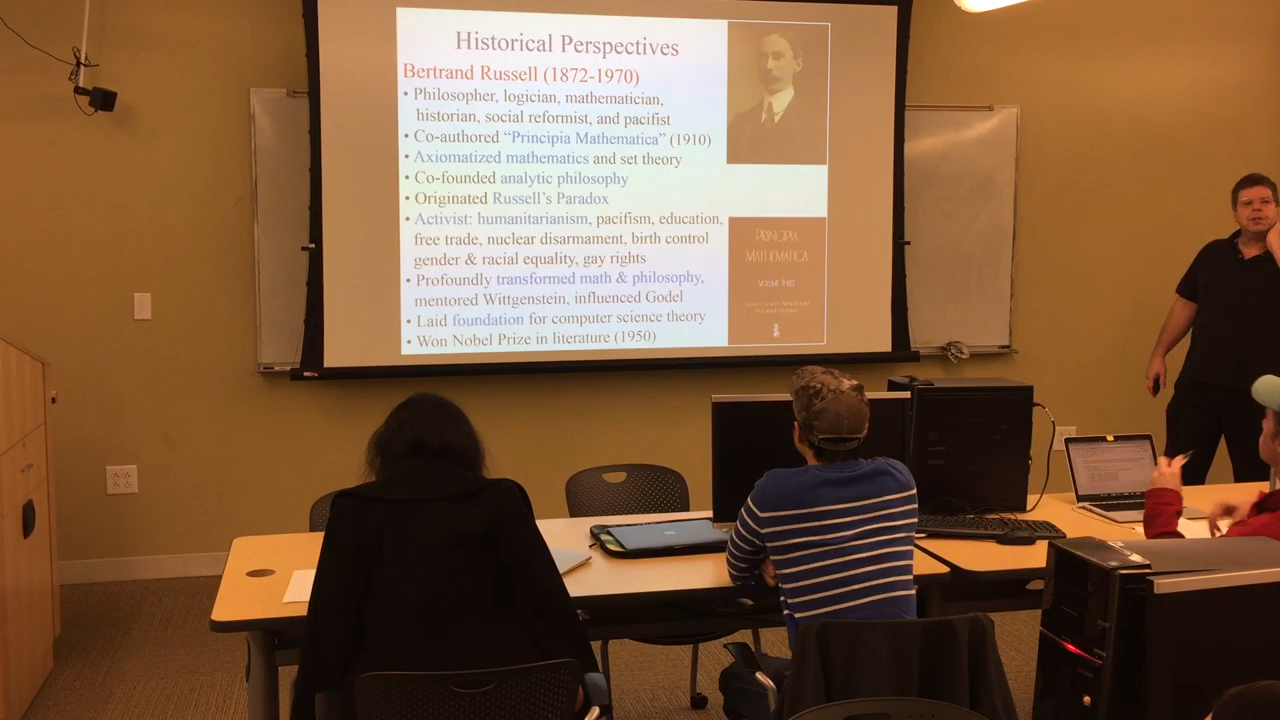 Historical Perspectives
Bertrand Russell (1872-1970)
• Philosopher, logician, mathematician,
historian, social reformist, and pacifist
• Co-authored “Principia Mathematica” (1910)
• Axiomatized mathematics and set theory
• Co-founded analytic philosophy
• Originated Russell’s Paradox
• Activist: humanitarianism, pacifism, education,
free trade, nuclear disarmament, birth control
gender & racial equality, gay rights
• Profoundly transformed math & philosophy,
mentored Wittgenstein, influenced Godel
• Laid foundation for computer science theory
• Won Nobel Prize in literature (1950)
PRINCIPIA
MATHEMATICA
VOLUME THREE